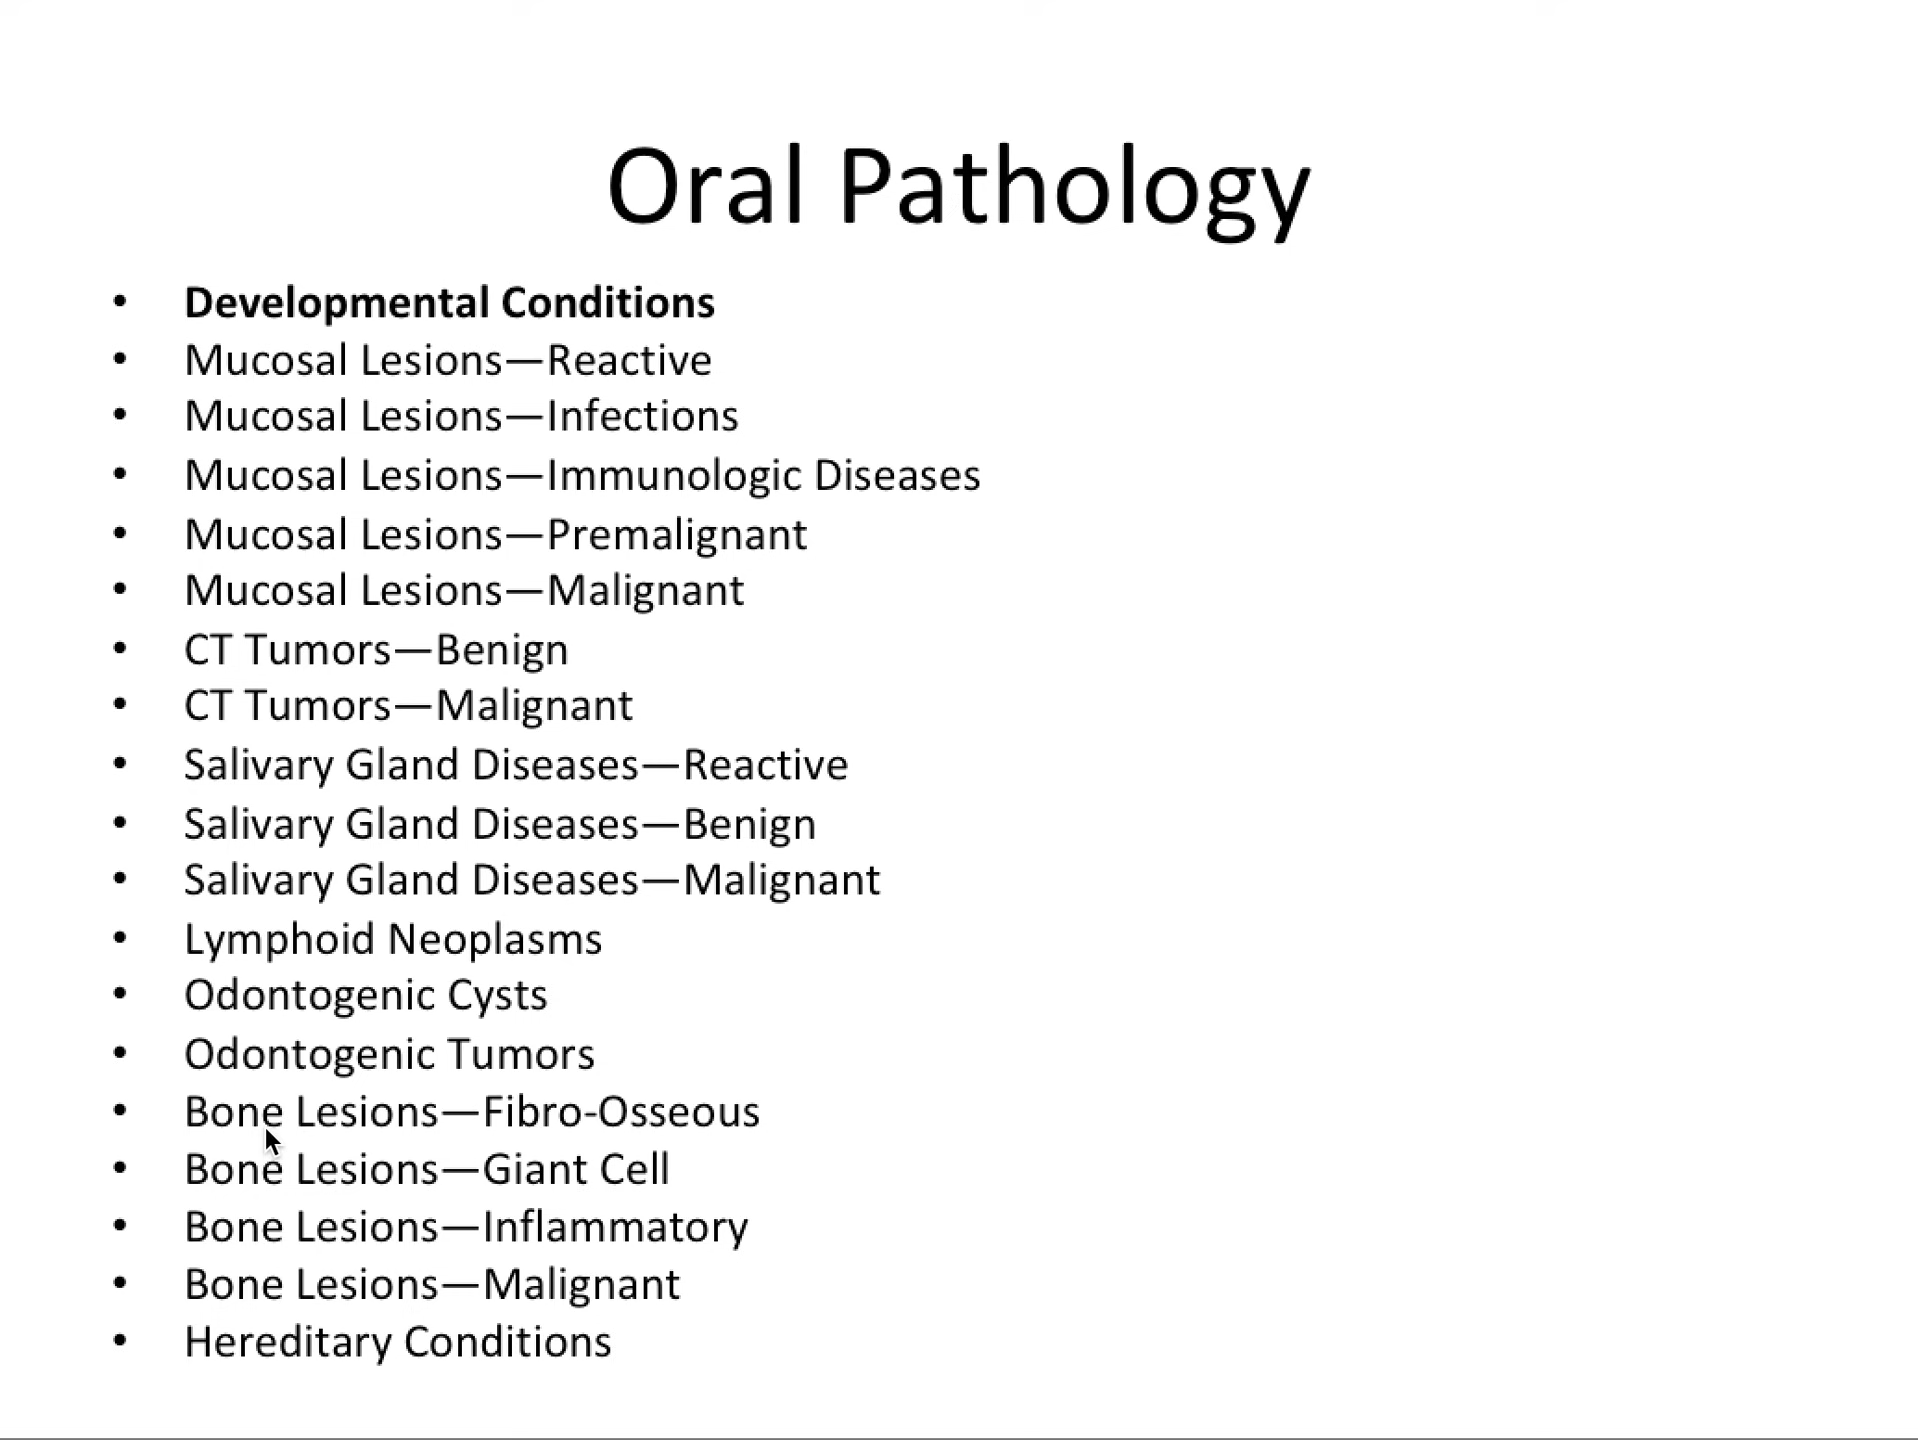 Oral Pathology
• Developmental Conditions
• Mucosal Lesions—Reactive
• Mucosal Lesions—Infections
• Mucosal Lesions—Immunologic Diseases
• Mucosal Lesions—Premalignant
• Mucosal Lesions—Malignant
• CT Tumors—Benign
• CT Tumors—Malignant
• Salivary Gland Diseases—Reactive
• Salivary Gland Diseases—Benign
• Salivary Gland Diseases—Malignant
• Lymphoid Neoplasms
• Odontogenic Cysts
• Odontogenic Tumors
• Bone Lesions—Fibro-Osseous
• Bone Lesions—Giant Cell
• Bone Lesions—Inflammatory
• Bone Lesions—Malignant
• Hereditary Conditions